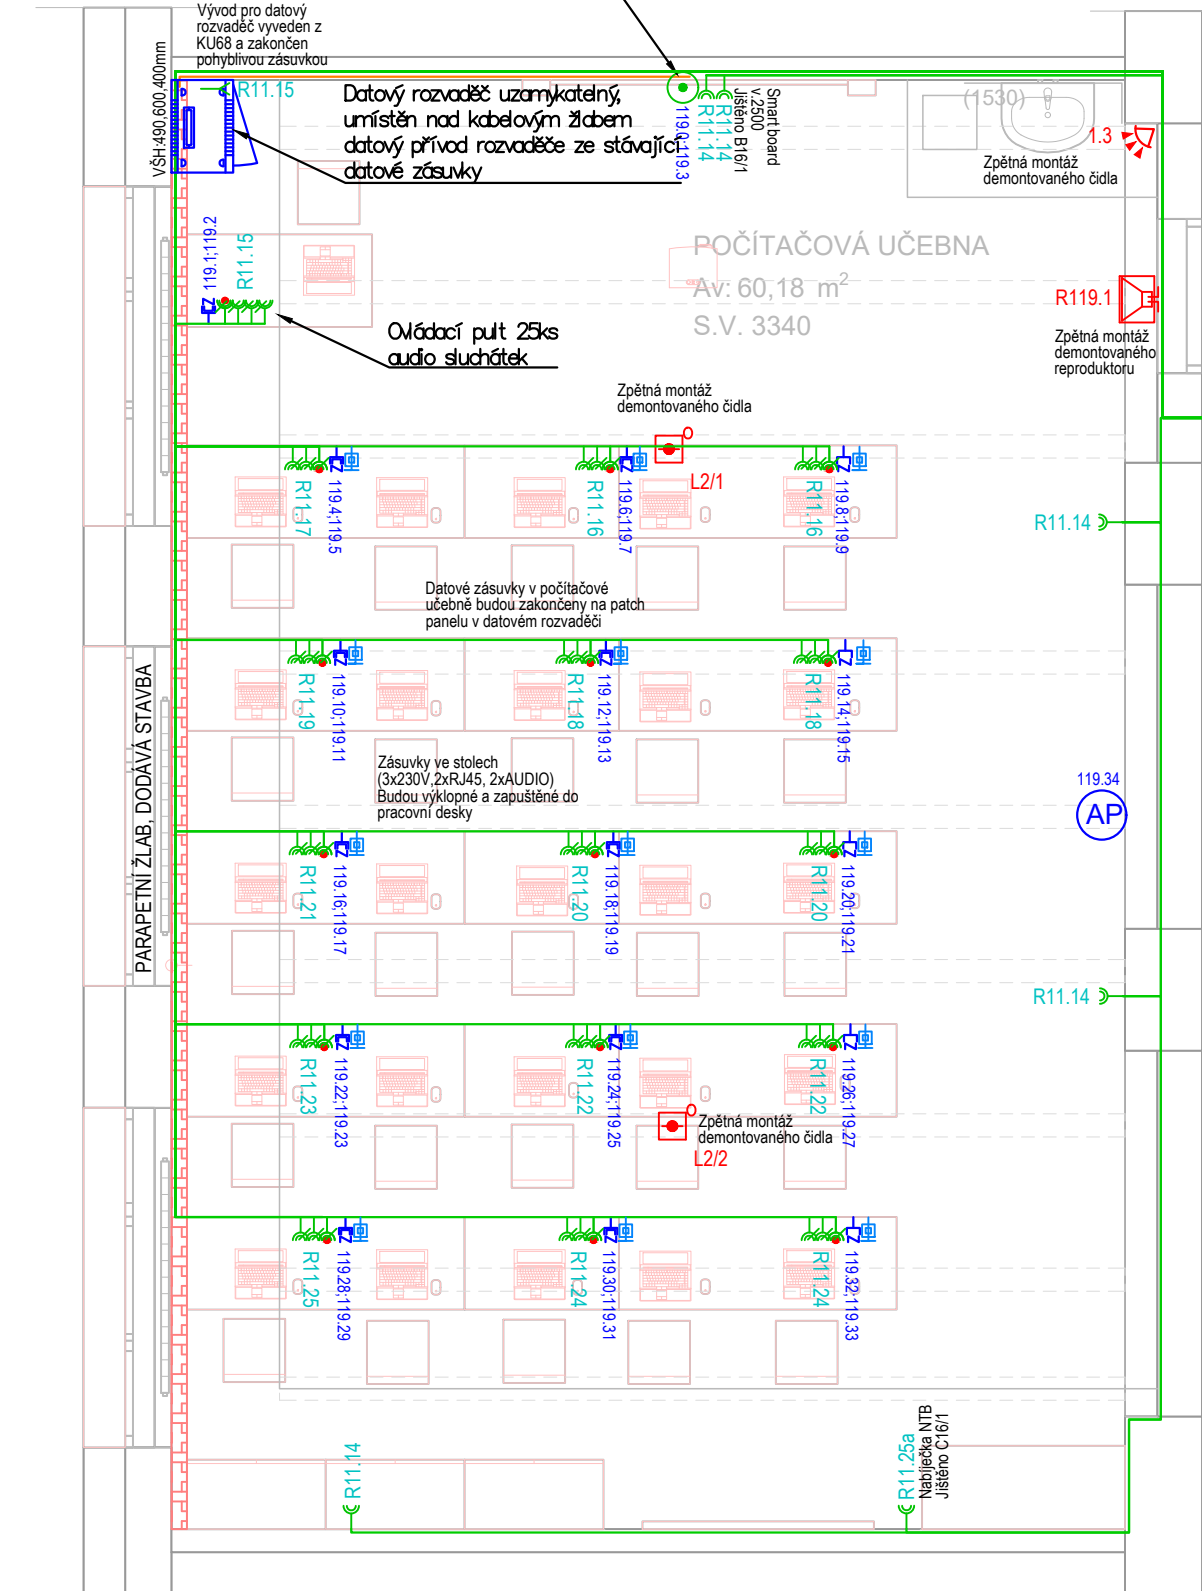 Vývod pro datový
rozvaděč vyveden z
KU68 a zakončen
pohyblivou zásuvkou
VŠH:490,600,400mm
R11.15
Datový rozvaděč uzamykatelný,
umístěn nad kabelovým žlabem
datový přívod rozvaděče ze stávající
datové zásuvky
119.0;119.3
R11.14
R11.14
Jištěno B16/1
v.2500
Smart board
(1530)
1.3
Zpětná montáž
demontovaného čidla
119.1;119.2
R11.15
POČÍTAČOVÁ UČEBNA
Av: 60,18 m²
S.V. 3340
R119.1
Zpětná montáž
demontovaného
reproduktoru
Ovládací pult 25ks
audio sluchátek
Zpětná montáž
demontovaného čidla
L2/1
R11.17
119.4;119.5
R11.16
119.6;119.7
R11.16
119.8;119.9
R11.14
Datové zásuvky v počítačové
učebně budou zakončeny na patch
panelu v datovém rozvaděči
PARAPETNÍ ŽLAB, DODÁVÁ STAVBA
R11.19
119.10;119.11
R11.18
119.12;119.13
R11.18
119.14;119.15
Zásuvky ve stolech
(3x230V,2xRJ45, 2xAUDIO)
Budou výklopné a zapuštěné do
pracovní desky
119.34
AP
R11.21
119.16;119.17
R11.20
119.18;119.19
R11.20
119.20;119.21
R11.14
R11.23
119.22;119.23
R11.22
119.24;119.25
R11.22
119.26;119.27
Zpětná montáž
demontovaného čidla
L2/2
R11.25
119.28;119.29
R11.24
119.30;119.31
R11.24
119.32;119.33
R11.14
R11.25a
Nabíječka NTB
Jištěno C16/1